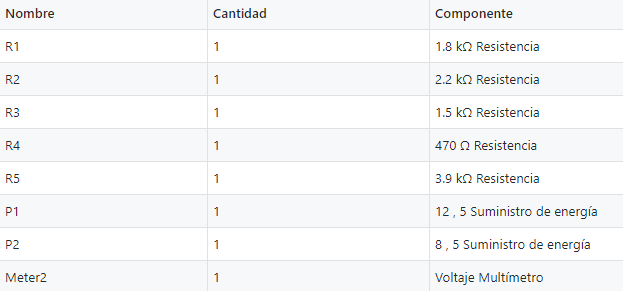 Nombre Cantidad Componente
R1 1 1.8 kΩ Resistencia
R2 1 2.2 kΩ Resistencia
R3 1 1.5 kΩ Resistencia
R4 1 470 Ω Resistencia
R5 1 3.9 kΩ Resistencia
P1 1 12 , 5 Suministro de energía
P2 1 8 , 5 Suministro de energía
Meter2 1 Voltaje Multímetro